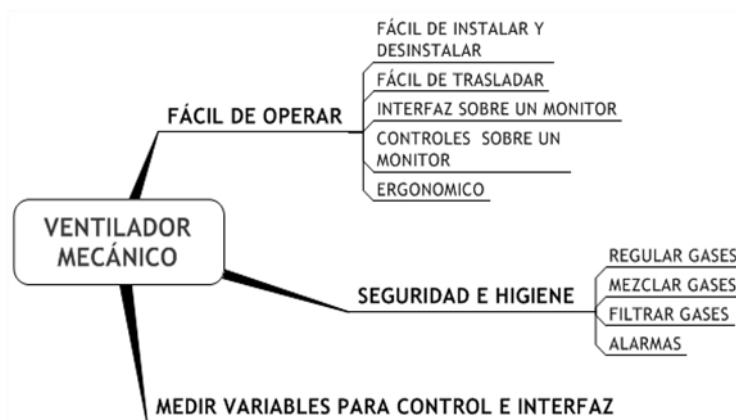 FÁCIL DE INSTALAR Y
DESINSTALAR
FÁCIL DE TRASLADAR
FÁCIL DE OPERAR
INTERFAZ SOBRE UN MONITOR
CONTROLES SOBRE UN
MONITOR
ERGONOMICO
VENTILADOR
MECÁNICO
REGULAR GASES
MEZCLAR GASES
SEGURIDAD E HIGIENE
FILTRAR GASES
ALARMAS
MEDIR VARIABLES PARA CONTROL E INTERFAZ